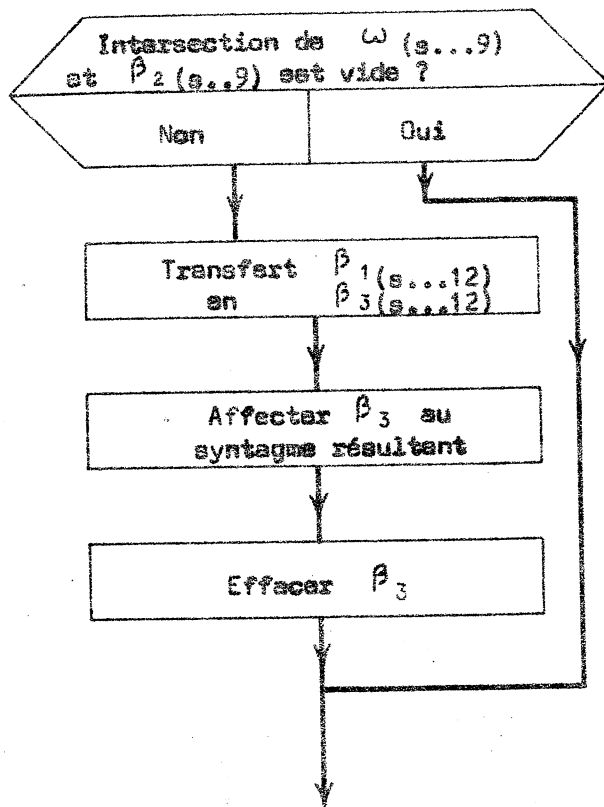 Intersection de ω (s...9)
et β₂(s..9) est vide ?
Non
Oui
Transfert β₁(s...12)
en β₃(s...12)
Affecter β₃ au
syntagme résultant
Effacer β₃